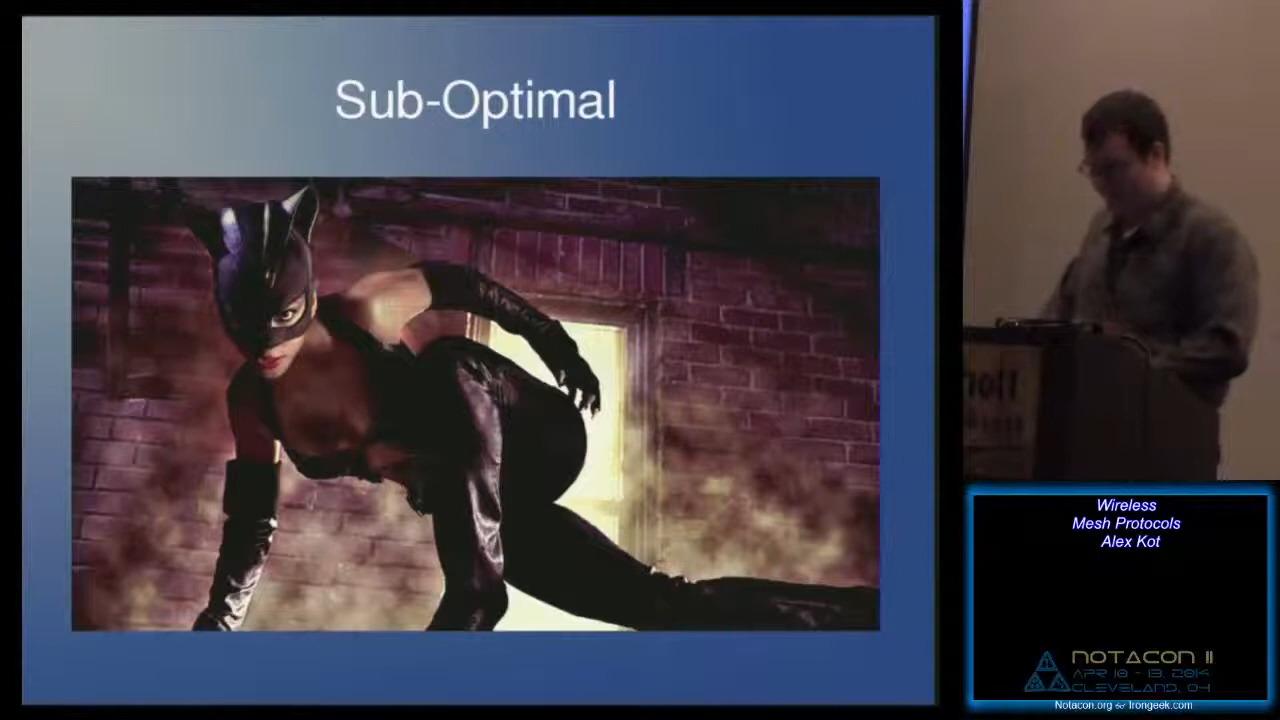 Sub-Optimal
Wireless
Mesh Protocols
Alex Kot
NOTACON 11
APR 10 - 13, 2014
CLEVELAND, OH
Notacon.org & Irongeek.com